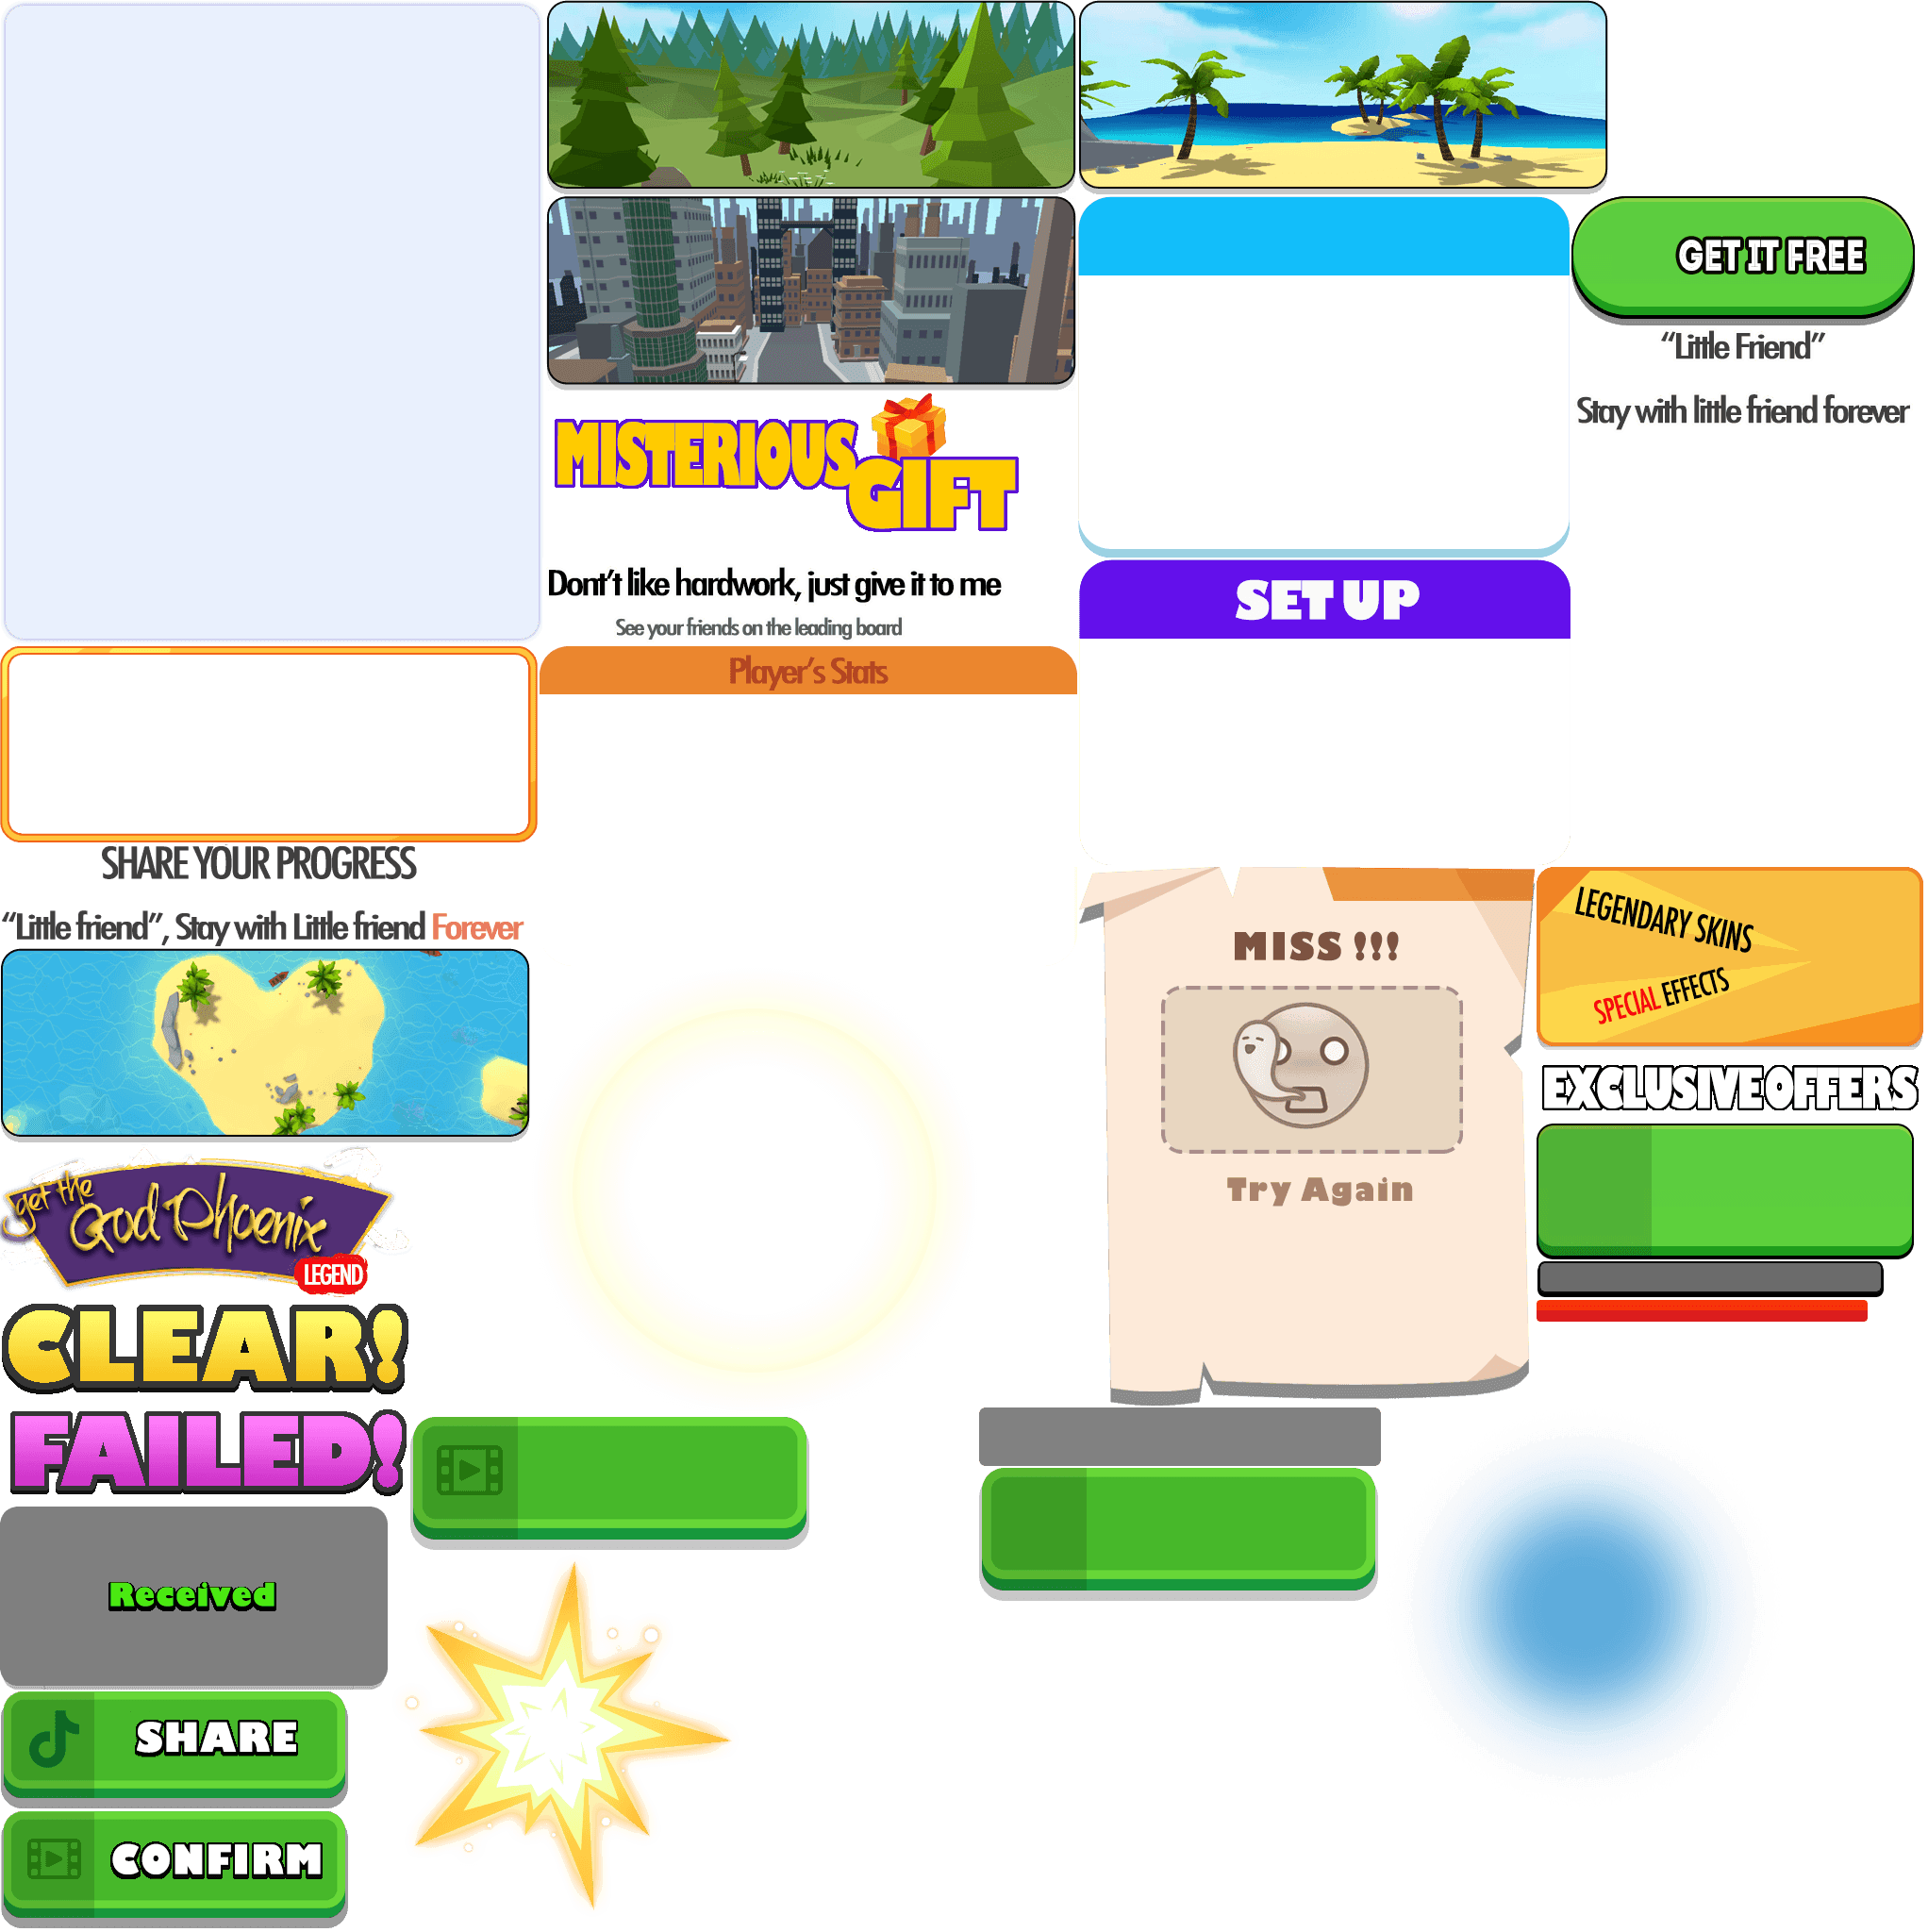 GET IT FREE
“Little Friend”
Stay with little friend forever
MISTERIOUS
GIFT
Dont’t like hardwork, just give it to me
See your friends on the leading board
SET UP
Player’s Stats
SHARE YOUR PROGRESS
“Little friend”, Stay with Little friend Forever
MISS !!!
Try Again
LEGENDARY SKINS
SPECIAL EFFECTS
EXCLUSIVE OFFERS
get the
God Phoenix
LEGEND
CLEAR!
FAILED!
Received
SHARE
CONFIRM